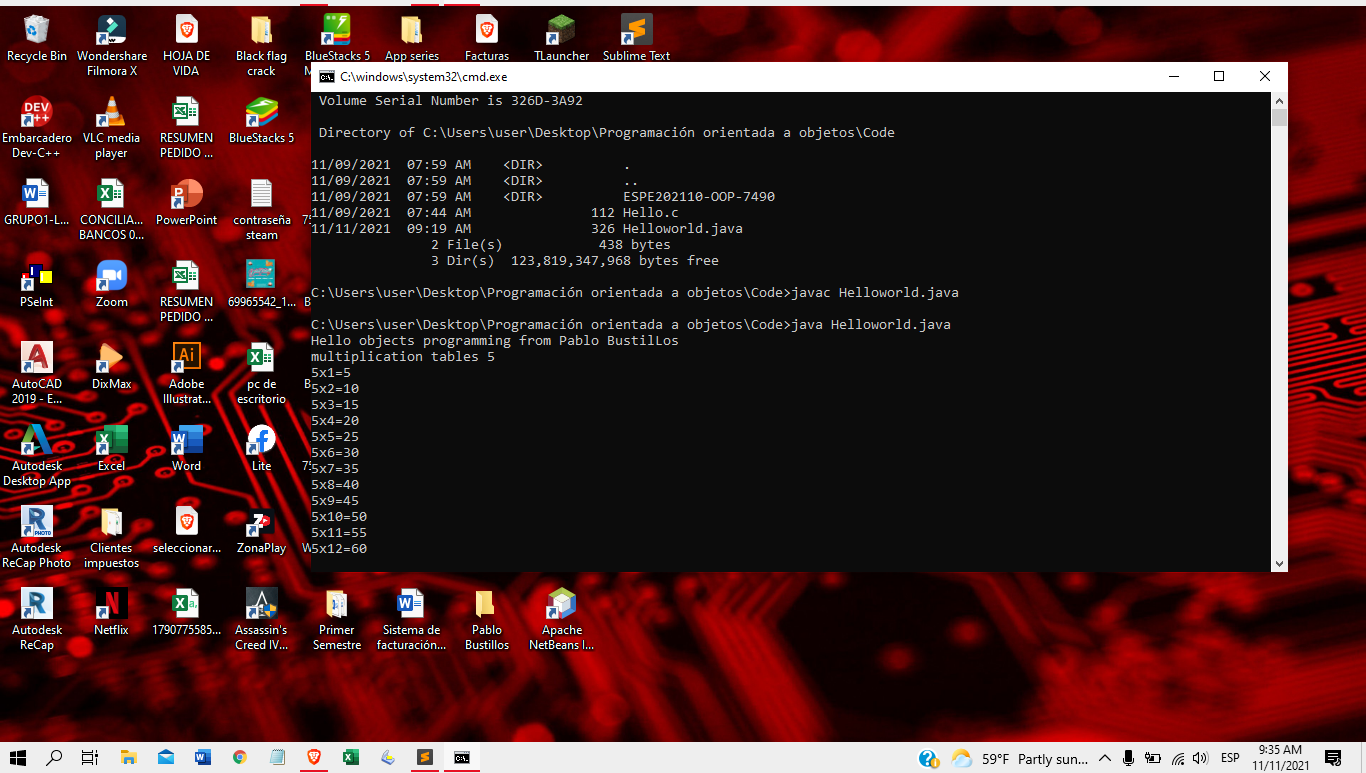 Recycle Bin
Wondershare
Filmora X
HOJA DE
VIDA
Black flag
crack
BlueStacks 5
App series
Facturas
TLauncher
Sublime Text
Embarcadero
Dev-C++
VLC media
player
RESUMEN
PEDIDO ...
BlueStacks 5
GRUPO1-L...
CONCILIA...
BANCOS 0...
PowerPoint
contraseña
steam
PSeInt
Zoom
RESUMEN
PEDIDO ...
69965542_1...
AutoCAD
2019 - E...
DixMax
Adobe
Illustrat...
pc de
escritorio
Autodesk
Desktop App
Excel
Word
Lite
Autodesk
ReCap Photo
Clientes
impuestos
seleccionar...
ZonaPlay
Autodesk
ReCap
Netflix
1790775585...
Assassin's
Creed IV...
Primer
Semestre
Sistema de
facturación...
Pablo
Bustillos
Apache
NetBeans I...
C:\windows\system32\cmd.exe
Volume Serial Number is 326D-3A92
Directory of C:\Users\user\Desktop\Programación orientada a objetos\Code
11/09/2021  07:59 AM    <DIR>          .
11/09/2021  07:59 AM    <DIR>          ..
11/09/2021  07:59 AM    <DIR>          ESPE202110-OOP-7490
11/09/2021  07:44 AM               112 Hello.c
11/11/2021  09:19 AM               326 Helloworld.java
2 File(s)            438 bytes
3 Dir(s)  123,819,347,968 bytes free
C:\Users\user\Desktop\Programación orientada a objetos\Code>javac Helloworld.java
C:\Users\user\Desktop\Programación orientada a objetos\Code>java Helloworld.java
Hello objects programming from Pablo BustilLos
multiplication tables 5
5x1=5
5x2=10
5x3=15
5x4=20
5x5=25
5x6=30
5x7=35
5x8=40
5x9=45
5x10=50
5x11=55
5x12=60
59°F Partly sun...
ESP
9:35 AM
11/11/2021